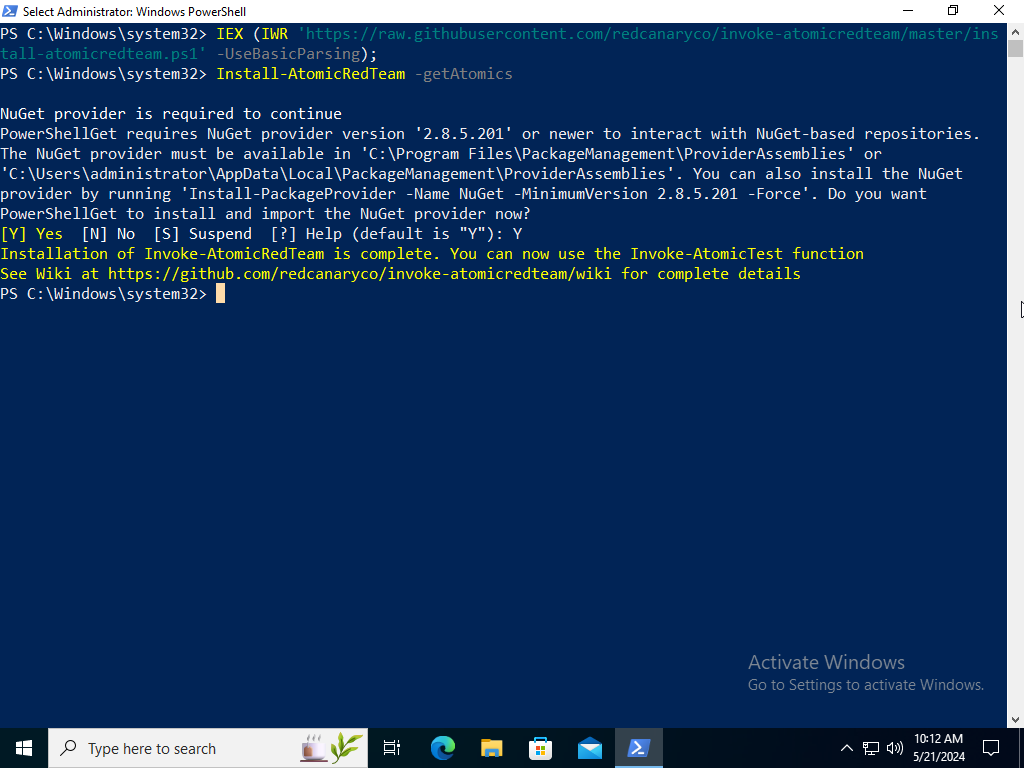 Select Administrator: Windows PowerShell
PS C:\Windows\system32> IEX (IWR 'https://raw.githubusercontent.com/redcanaryco/invoke-atomicredteam/master/ins
tall-atomicredteam.ps1' -UseBasicParsing);
PS C:\Windows\system32> Install-AtomicRedTeam -getAtomics
NuGet provider is required to continue
PowerShellGet requires NuGet provider version '2.8.5.201' or newer to interact with NuGet-based repositories.
The NuGet provider must be available in 'C:\Program Files\PackageManagement\ProviderAssemblies' or
'C:\Users\administrator\AppData\Local\PackageManagement\ProviderAssemblies'. You can also install the NuGet
provider by running 'Install-PackageProvider -Name NuGet -MinimumVersion 2.8.5.201 -Force'. Do you want
PowerShellGet to install and import the NuGet provider now?
[Y] Yes  [N] No  [S] Suspend  [?] Help (default is "Y"): Y
Installation of Invoke-AtomicRedTeam is complete. You can now use the Invoke-AtomicTest function
See Wiki at https://github.com/redcanaryco/invoke-atomicredteam/wiki for complete details
PS C:\Windows\system32>
Activate Windows
Go to Settings to activate Windows.
Type here to search
10:12 AM
5/21/2024